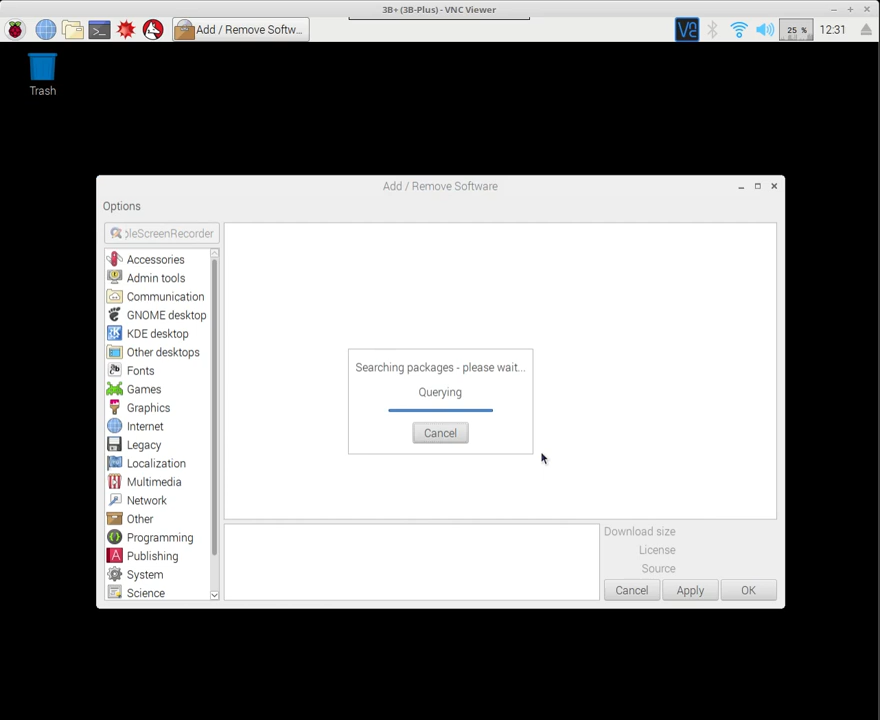 3B+ (3B-Plus) - VNC Viewer
Add / Remove Softw...
25 %
12:31
Trash
Add / Remove Software
Options
leScreenRecorder
Accessories
Admin tools
Communication
GNOME desktop
KDE desktop
Other desktops
Fonts
Games
Graphics
Internet
Legacy
Localization
Multimedia
Network
Other
Programming
Publishing
System
Science
Searching packages - please wait...
Querying
Cancel
Download size
License
Source
Cancel
Apply
OK